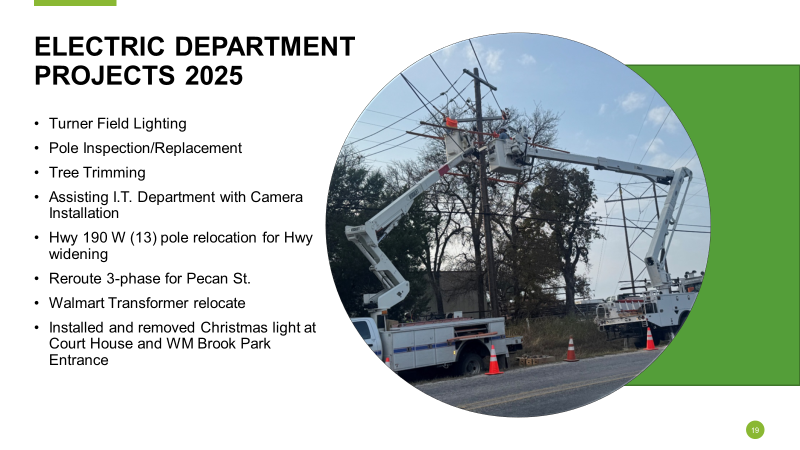 ELECTRIC DEPARTMENT
PROJECTS 2025
• Turner Field Lighting
• Pole Inspection/Replacement
• Tree Trimming
• Assisting I.T. Department with Camera
Installation
• Hwy 190 W (13) pole relocation for Hwy
widening
• Reroute 3-phase for Pecan St.
• Walmart Transformer relocate
• Installed and removed Christmas light at
Court House and WM Brook Park
Entrance
19